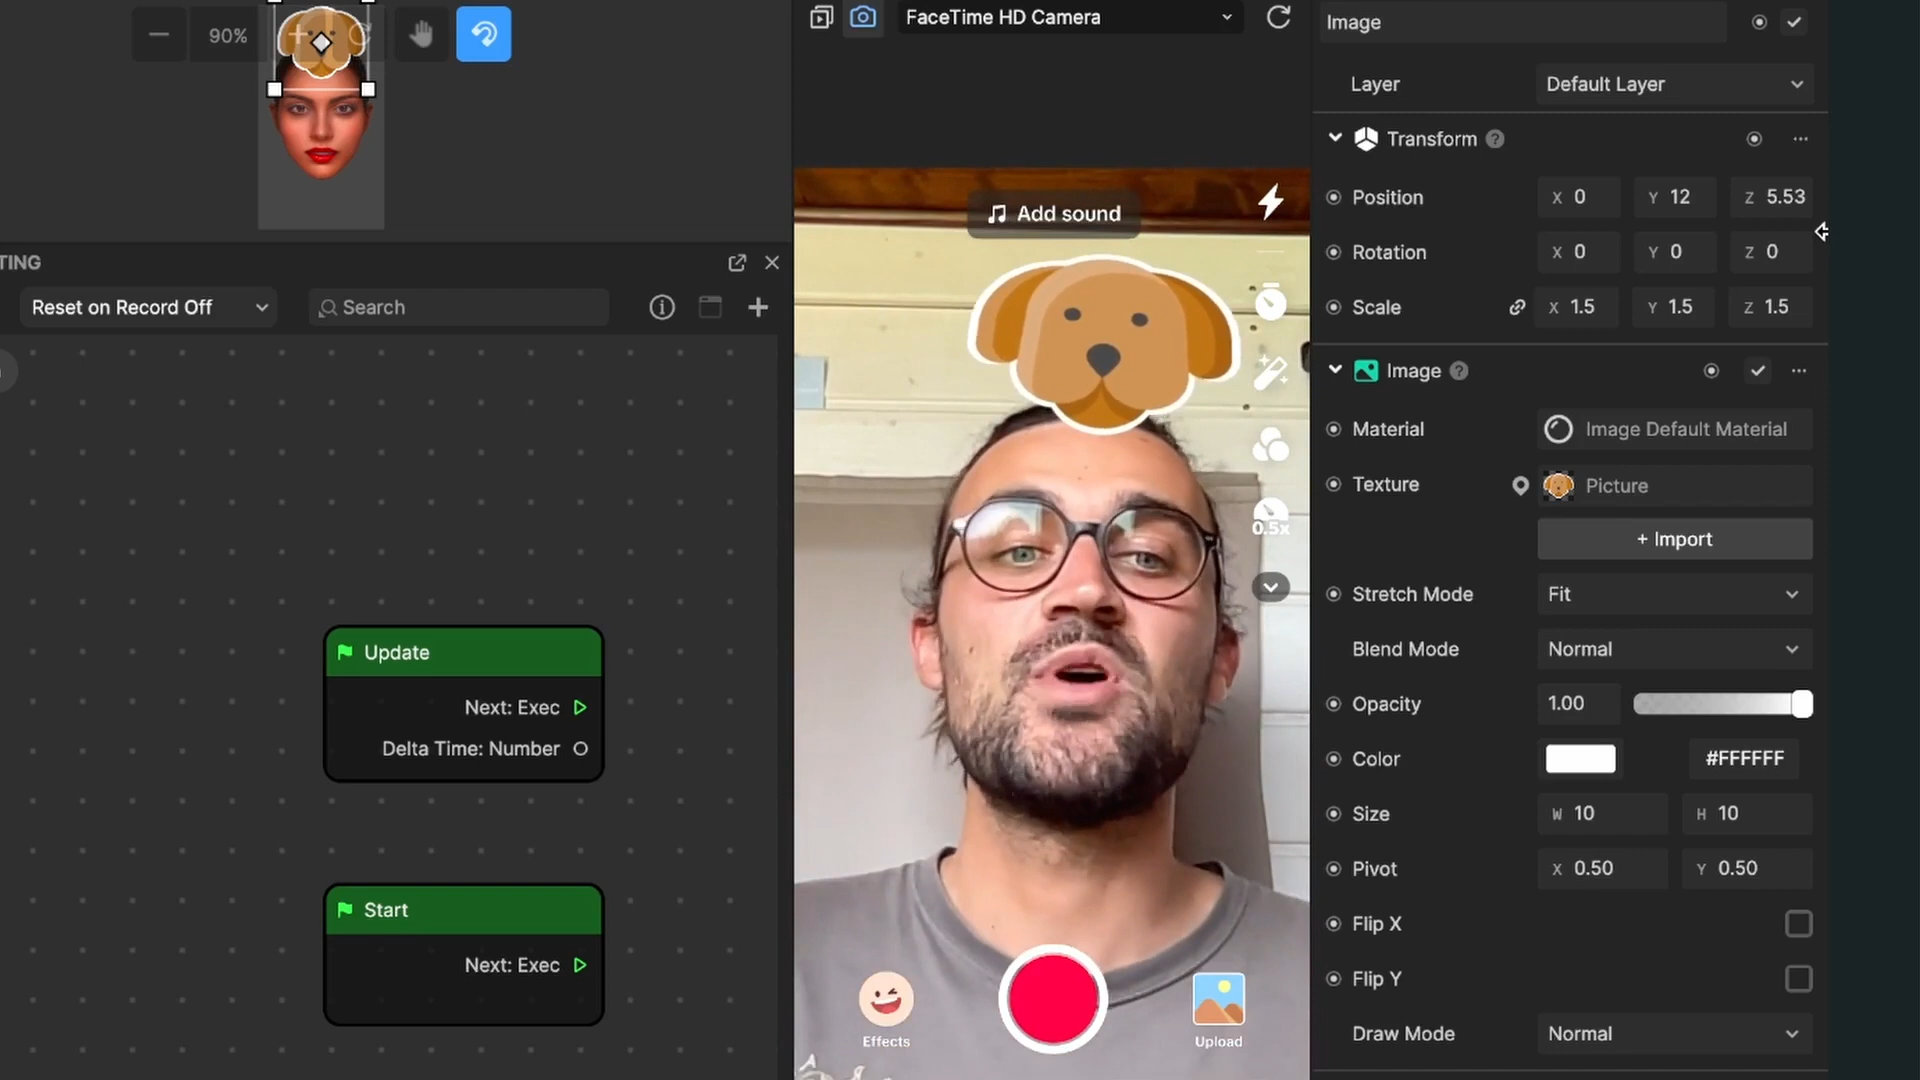 90%
TING
Reset on Record Off
Search
Update
Next: Exec
Delta Time: Number
Start
Next: Exec
FaceTime HD Camera
Add sound
0.5x
Effects
Upload
Image
Layer Default Layer
Transform ?
Position X 0 Y 12 Z 5.53
Rotation X 0 Y 0 Z 0
Scale X 1.5 Y 1.5 Z 1.5
Image ?
Material Image Default Material
Texture Picture
+ Import
Stretch Mode Fit
Blend Mode Normal
Opacity 1.00
Color #FFFFFF
Size W 10 H 10
Pivot X 0.50 Y 0.50
Flip X
Flip Y
Draw Mode Normal